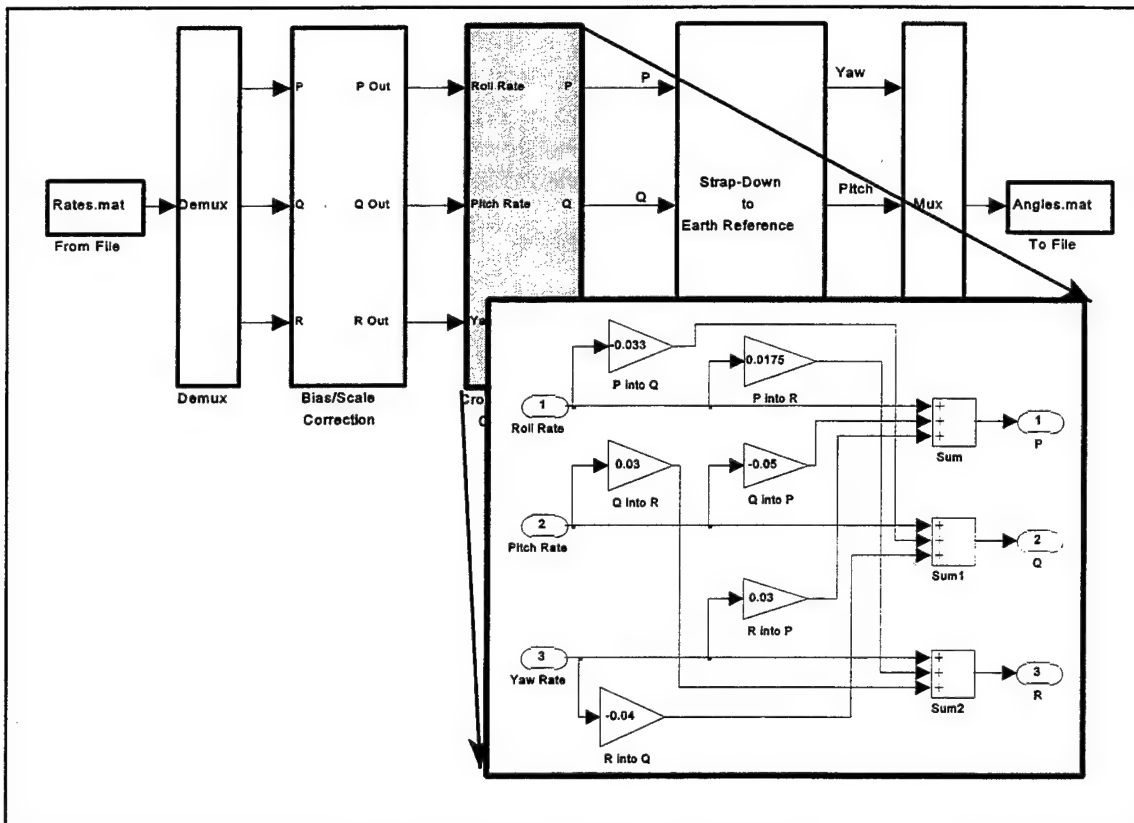 Yaw
P
P Out
Roll Rate
P
P
Rates.mat
Demux
Q
Q Out
Pitch Rate
Q
Q
Strap-Down
to
Earth Reference
Pitch
Mux
Angles.mat
From File
To File
R
R Out
Demux
Bias/Scale
Correction
-0.033
P into Q
0.0175
P into R
1
Roll Rate
Sum
1
P
0.03
Q into R
-0.05
Q into P
2
Pitch Rate
Sum1
2
Q
0.03
R into P
3
Yaw Rate
Sum2
3
R
-0.04
R into Q
+
+
+
+
+
+
+
+
+